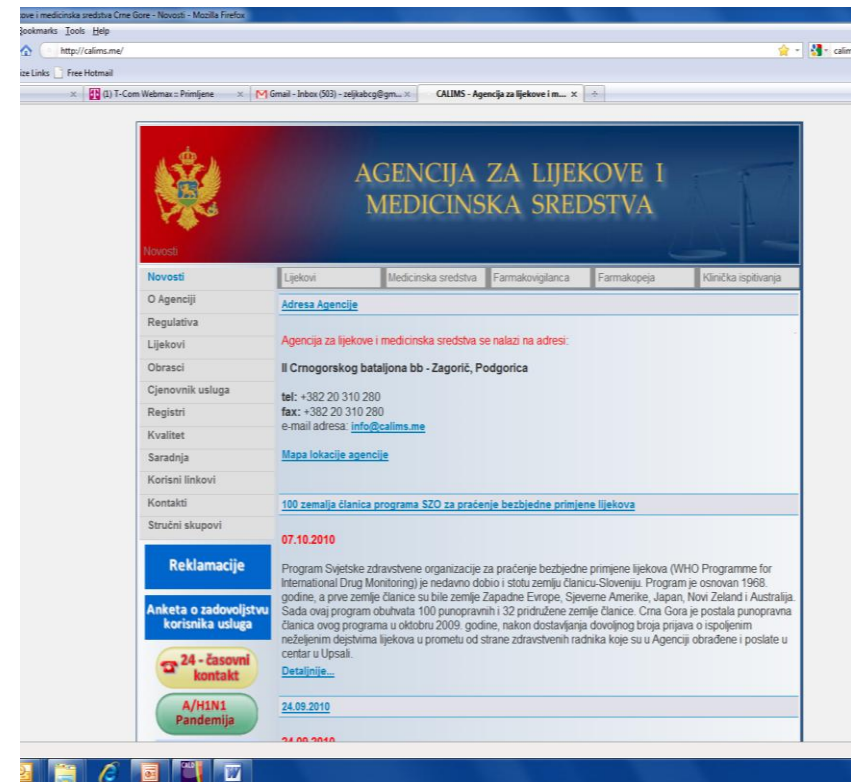 ove i medicinska sredstva Crne Gore - Novosti - Mozilla Firefox
Bookmarks Tools Help
http://calims.me/
calim
ize Links Free Hotmail
(1) T-Com Webmax :: Primljene
Gmail - Inbox (503) - zeljkabcg@gm...
CALIMS - Agencija za lijekove i m...
AGENCIJA ZA LIJEKOVE I
MEDICINSKA SREDSTVA
Novosti
Novosti
O Agenciji
Regulativa
Lijekovi
Obrasci
Cjenovnik usluga
Registri
Kvalitet
Saradnja
Korisni linkovi
Kontakti
Stručni skupovi
Reklamacije
Anketa o zadovoljstvu
korisnika usluga
24 - časovni
kontakt
A/H1N1
Pandemija
Lijekovi Medicinska sredstva Farmakovigilanca Farmakopeja Klinička ispitivanja
Adresa Agencije
Agencija za lijekove i medicinska sredstva se nalazi na adresi:
II Crnogorskog bataljona bb - Zagorič, Podgorica
tel: +382 20 310 280
fax: +382 20 310 280
e-mail adresa: info@calims.me
Mapa lokacije agencije
100 zemalja članica programa SZO za praćenje bezbjedne primjene lijekova
07.10.2010
Program Svjetske zdravstvene organizacije za praćenje bezbjedne primjene lijekova (WHO Programme for
International Drug Monitoring) je nedavno dobio i stotu zemlju članicu-Sloveniju. Program je osnovan 1968.
godine, a prve zemlje članice su bile zemlje Zapadne Evrope, Sjeverne Amerike, Japan, Novi Zeland i Australija.
Sada ovaj program obuhvata 100 punopravnih i 32 pridružene zemlje članice. Crna Gora je postala punopravna
članica ovog programa u oktobru 2009. godine, nakon dostavljanja dovoljnog broja prijava o ispoljenim
neželjenim dejstvima lijekova u prometu od strane zdravstvenih radnika koje su u Agenciji obrađene i poslate u
centar u Upsali.
Detaljnije...
24.09.2010
24.09.2010